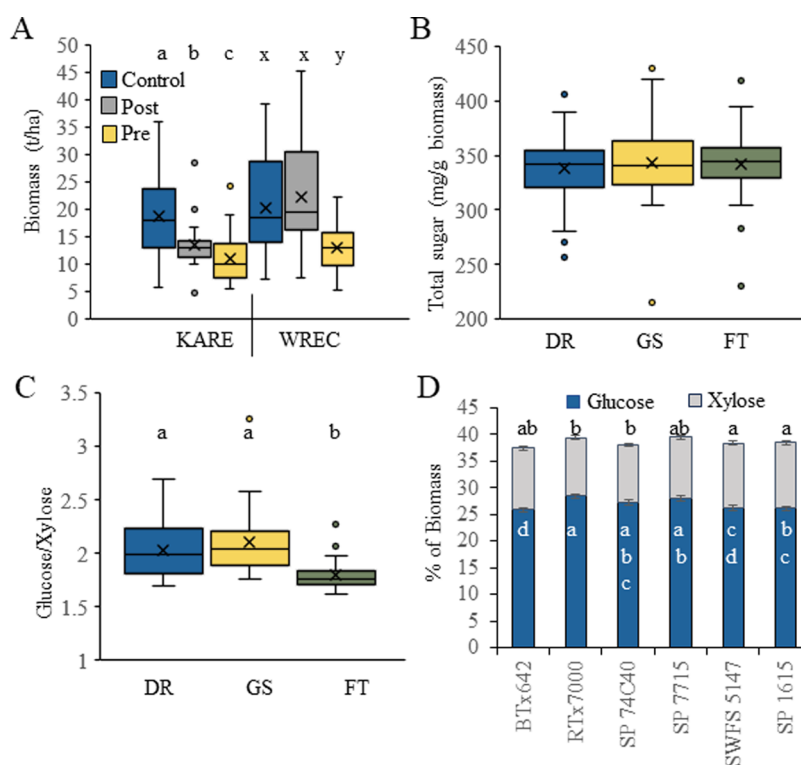 A
Biomass (t/ha)
50
45
40
35
30
25
20
15
10
5
0
a b c x x y
Control
Post
Pre
KARE WREC
B
Total sugar (mg/g biomass)
450
400
350
300
250
200
DR GS FT
C
Glucose/Xylose
3.5
3
2.5
2
1.5
1
a a b
DR GS FT
D
Glucose Xylose
% of Biomass
45
40
35
30
25
20
15
10
5
0
ab b b ab a a
d a a a c b
b b d c
c
BTx642
RTx7000
SP 74C40
SP 7715
SWFS 5147
SP 1615